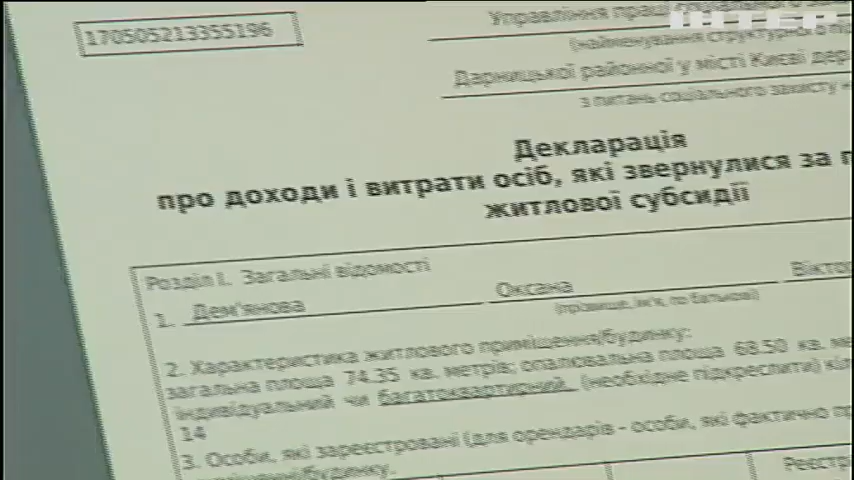 ІНТЕР
170505213355196
Управління праці соціального
(найменування структурного
Дарницької районної у місті Києві
з питань соціального захисту
Декларація
про доходи і витрати осіб, які звернулися за
житлової субсидії
Розділ І. Загальні відомості
1. Дем'янова Оксана
(прізвище, ім'я, по батькові)
2. Характеристика житлового приміщення/будинку:
загальна площа 74.35 кв. метрів; опалювальна площа 68.50 кв.
індивідуальний чи багатоквартирний (необхідне підкреслити)
14
3. Особи, які зареєстровані (для орендарів - особи, які фактично